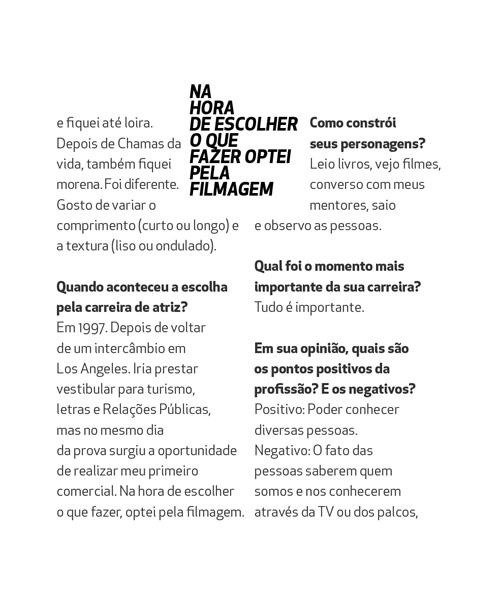 e fiquei até loira.
Depois de Chamas da
vida, também fiquei
morena. Foi diferente.
Gosto de variar o
comprimento (curto ou longo) e
a textura (liso ou ondulado).
Quando aconteceu a escolha
pela carreira de atriz?
Em 1997. Depois de voltar
de um intercâmbio em
Los Angeles. Iria prestar
vestibular para turismo,
letras e Relações Públicas,
mas no mesmo dia
da prova surgiu a oportunidade
de realizar meu primeiro
comercial. Na hora de escolher
o que fazer, optei pela filmagem.
NA
HORA
DE ESCOLHER
O QUE
FAZER OPTEI
PELA
FILMAGEM
Como constrói
seus personagens?
Leio livros, vejo filmes,
converso com meus
mentores, saio
e observo as pessoas.
Qual foi o momento mais
importante da sua carreira?
Tudo é importante.
Em sua opinião, quais são
os pontos positivos da
profissão? E os negativos?
Positivo: Poder conhecer
diversas pessoas.
Negativo: O fato das
pessoas saberem quem
somos e nos conhecerem
através da TV ou dos palcos,